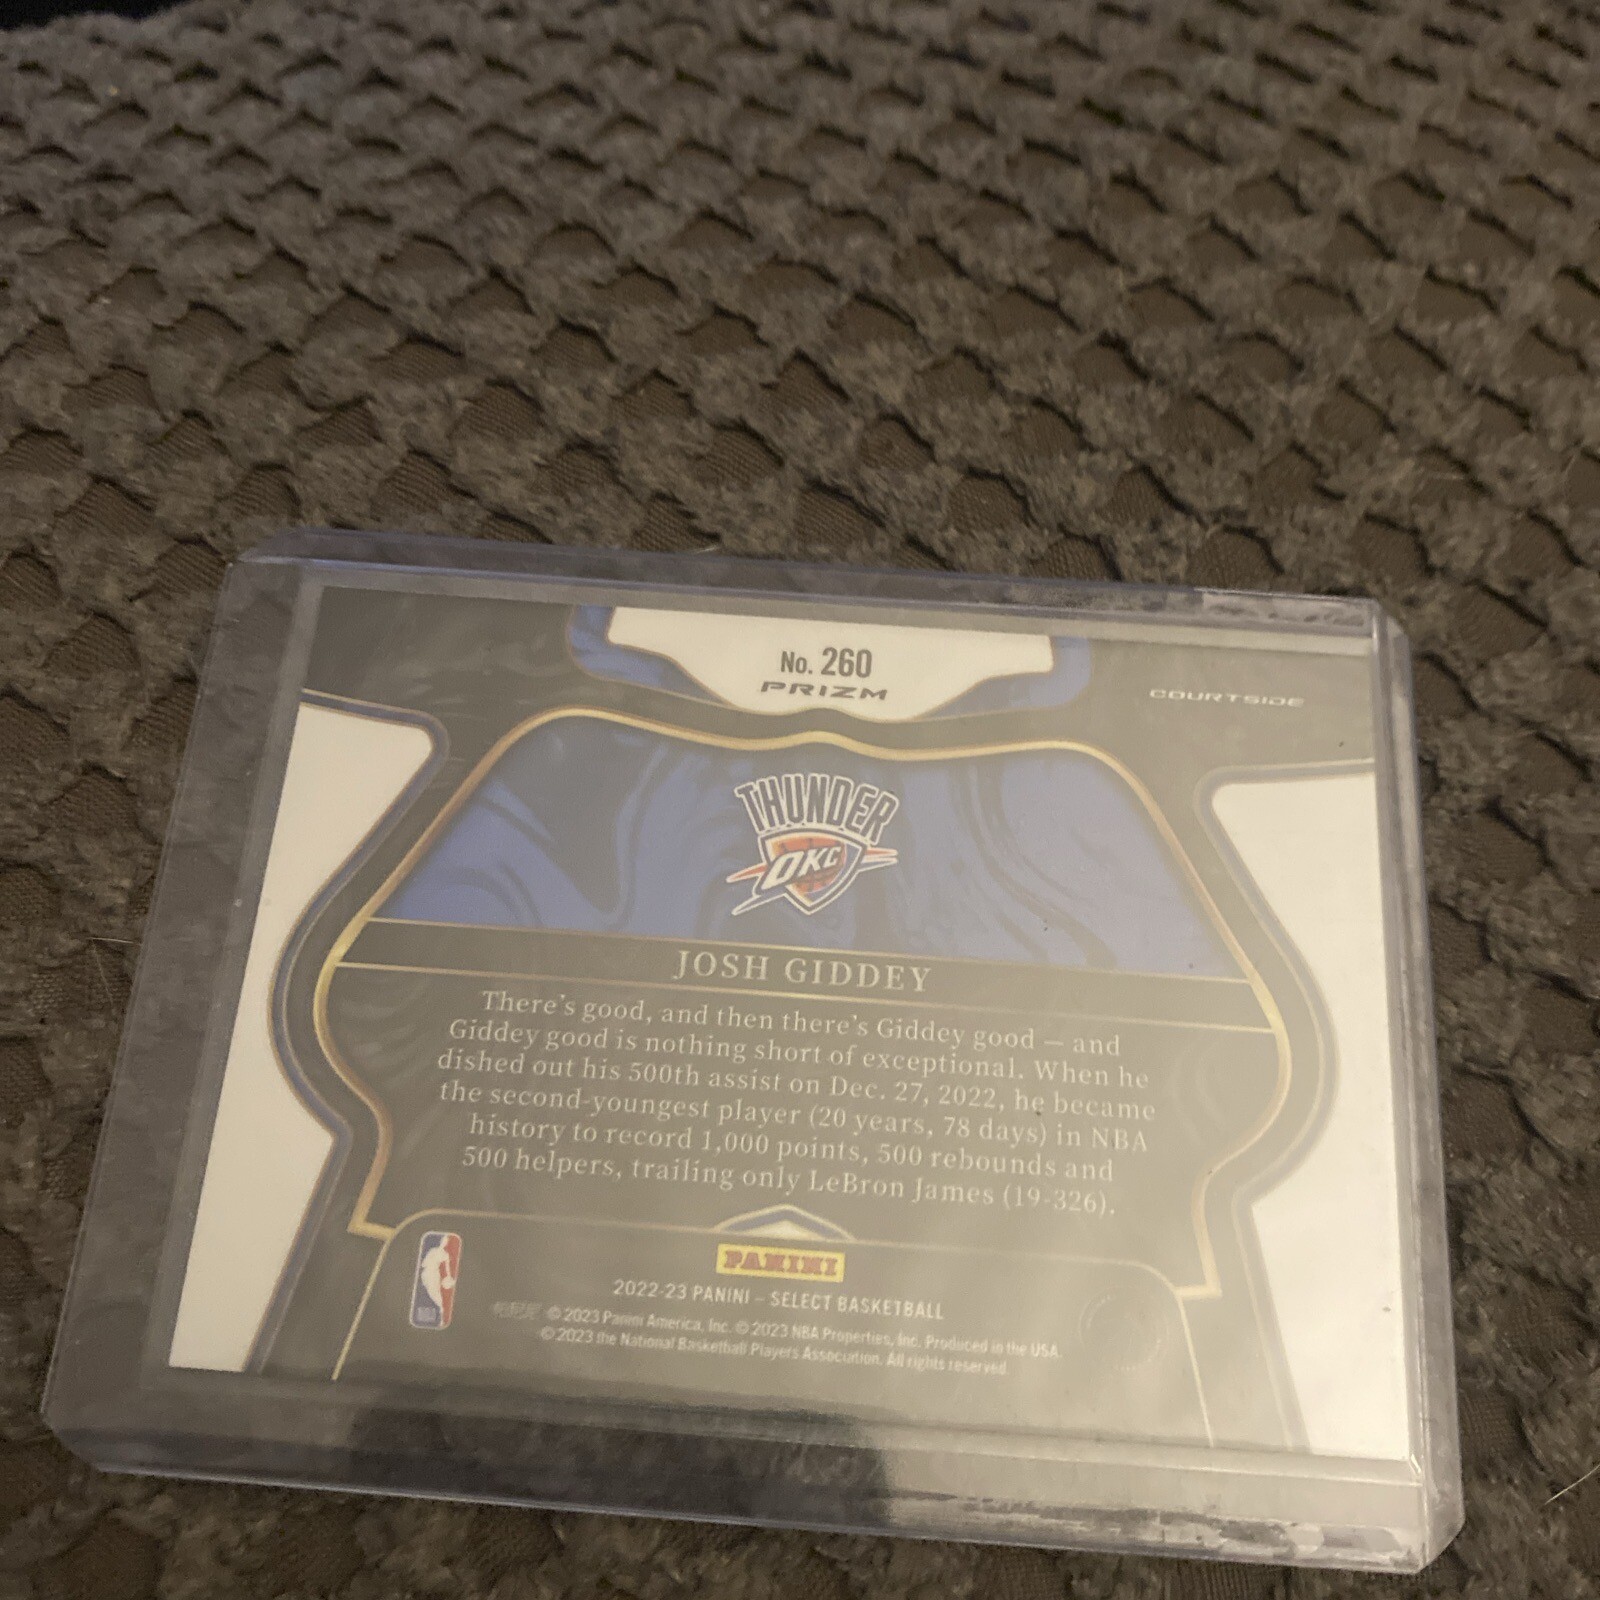 No. 260
PRIZM
COURTSIDE
THUNDER
OKC
JOSH GIDDEY
There's good, and then there's Giddey good — and
Giddey good is nothing short of exceptional. When he
dished out his 500th assist on Dec. 27, 2022, he became
the second-youngest player (20 years, 78 days) in NBA
history to record 1,000 points, 500 rebounds and
500 helpers, trailing only LeBron James (19-326).
NBA
PANINI
2022-23 PANINI – SELECT BASKETBALL
© 2023 Panini America, Inc. © 2023 NBA Properties, Inc. Produced in the USA.
© 2023 the National Basketball Players Association. All rights reserved.